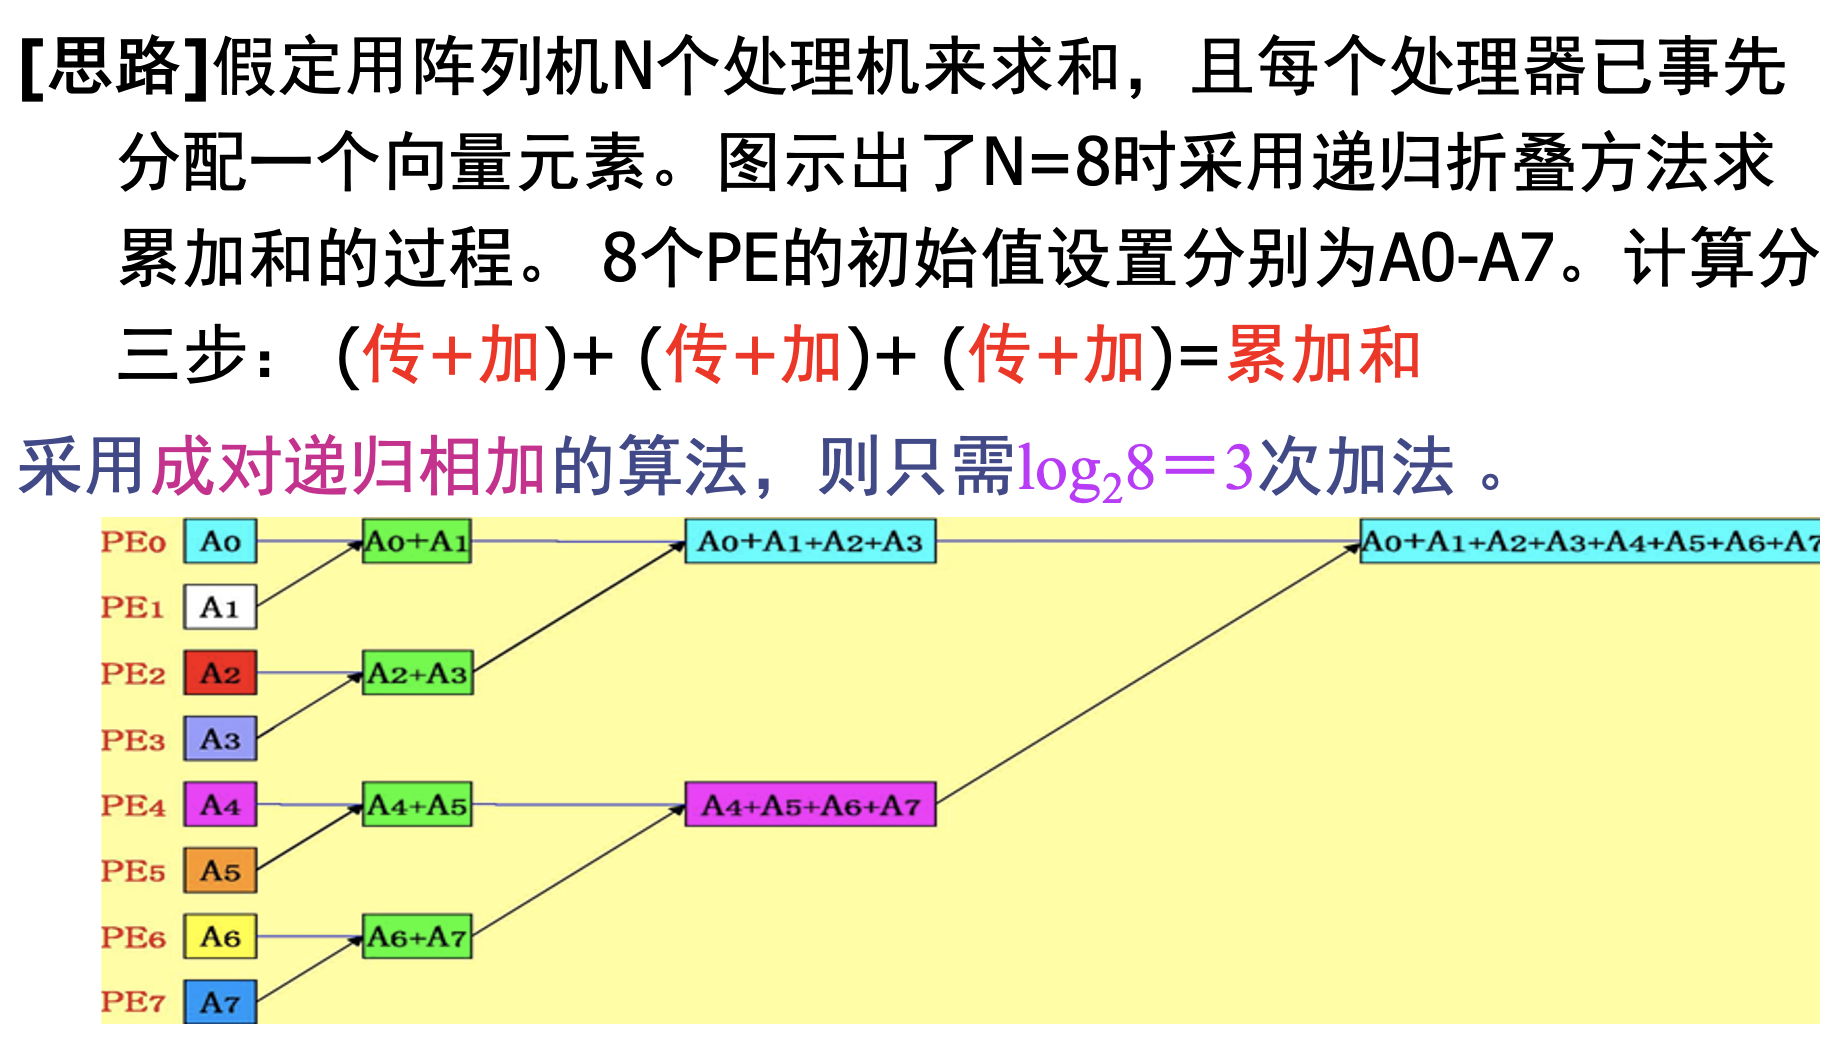 [思路]假定用阵列机N个处理机来求和，且每个处理器已事先
分配一个向量元素。图示出了N=8时采用递归折叠方法求
累加和的过程。 8个PE的初始值设置分别为A0-A7。计算分
三步： (传+加)+ (传+加)+ (传+加)=累加和
采用成对递归相加的算法，则只需log₂8＝3次加法 。
PE0 A0 A0+A1 A0+A1+A2+A3 A0+A1+A2+A3+A4+A5+A6+A7
PE1 A1
PE2 A2 A2+A3
PE3 A3
PE4 A4 A4+A5 A4+A5+A6+A7
PE5 A5
PE6 A6 A6+A7
PE7 A7